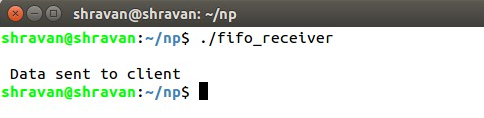 shravan@shravan: ~/np
shravan@shravan:~/np$ ./fifo_receiver
Data sent to client
shravan@shravan:~/np$